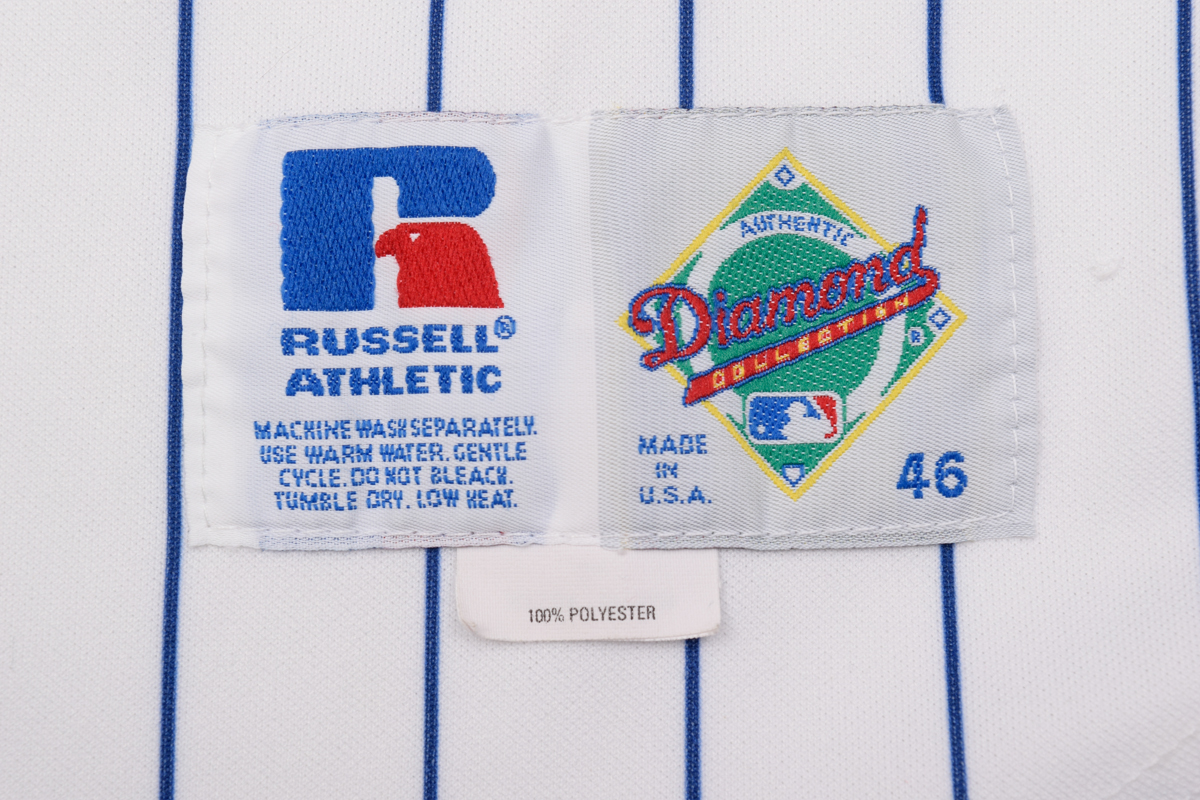 RUSSELL®
ATHLETIC
MACHINE WASH SEPARATELY.
USE WARM WATER. GENTLE
CYCLE. DO NOT BLEACH.
TUMBLE DRY. LOW HEAT.
AUTHENTIC
Diamond
COLLECTION
®
MADE
IN
U.S.A.
46
100% POLYESTER